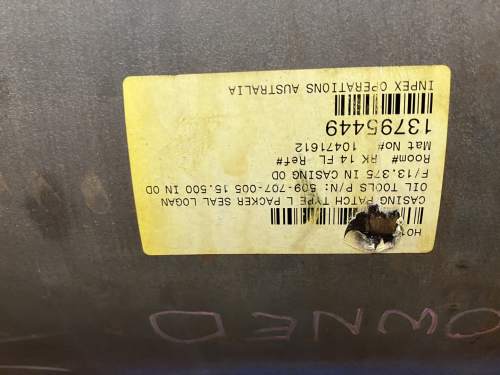 H01
CASING PATCH TYPE L PACKER SEAL LOGAN
OIL TOOLS P/N: 509-707-005 15.500 IN OD
F/13.375 IN CASING OD
Room# RK 14 FL Ref#
Mat No# 10471612
13795449
INPEX OPERATIONS AUSTRALIA
OWNED